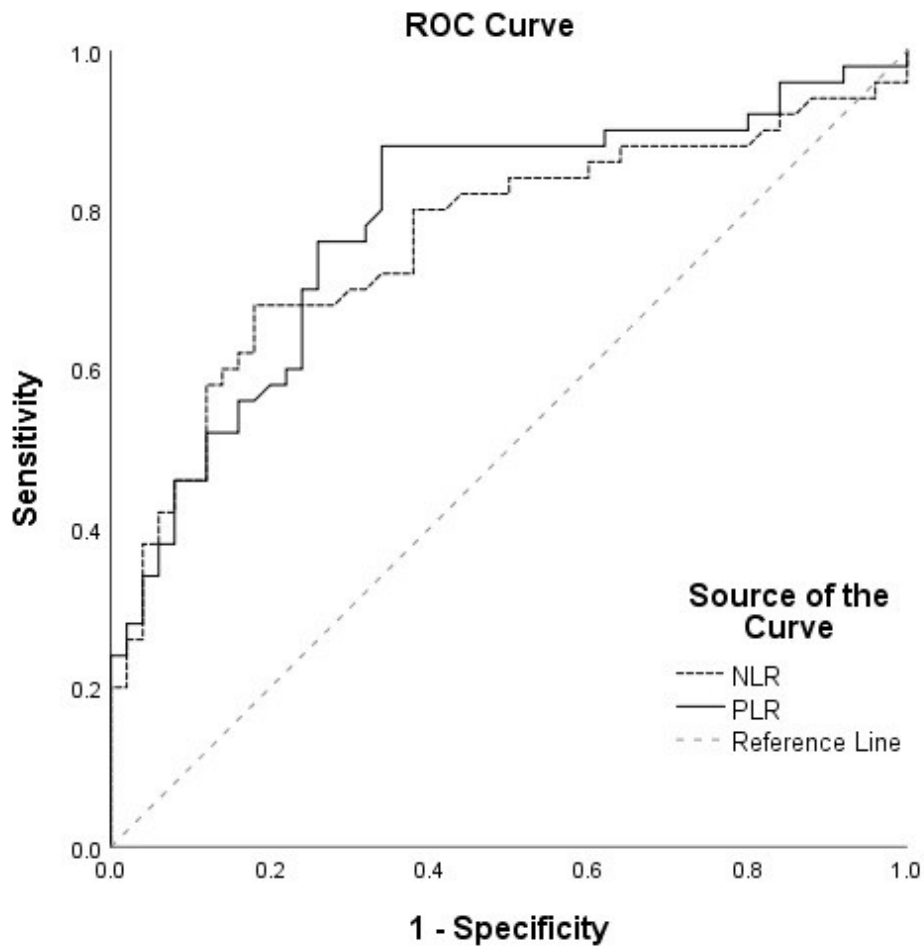 ROC Curve
1.0
0.8
0.6
0.4
0.2
0.0
Sensitivity
0.0
0.2
0.4
0.6
0.8
1.0
1 - Specificity
Source of the
Curve
NLR
PLR
Reference Line